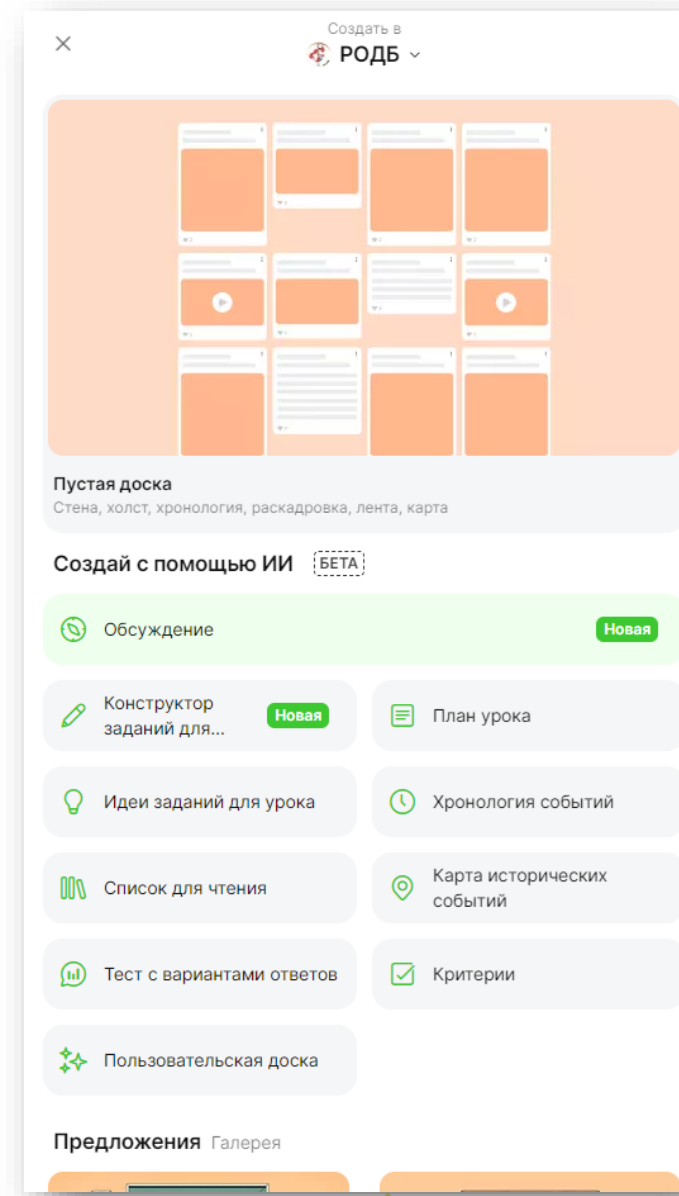 Создать в
РОДБ
Пустая доска
Стена, холст, хронология, раскадровка, лента, карта
Создай с помощью ИИ БЕТА
Обсуждение Новая
Конструктор
заданий для... Новая
План урока
Идеи заданий для урока
Хронология событий
Список для чтения
Карта исторических
событий
Тест с вариантами ответов
Критерии
Пользовательская доска
Предложения Галерея